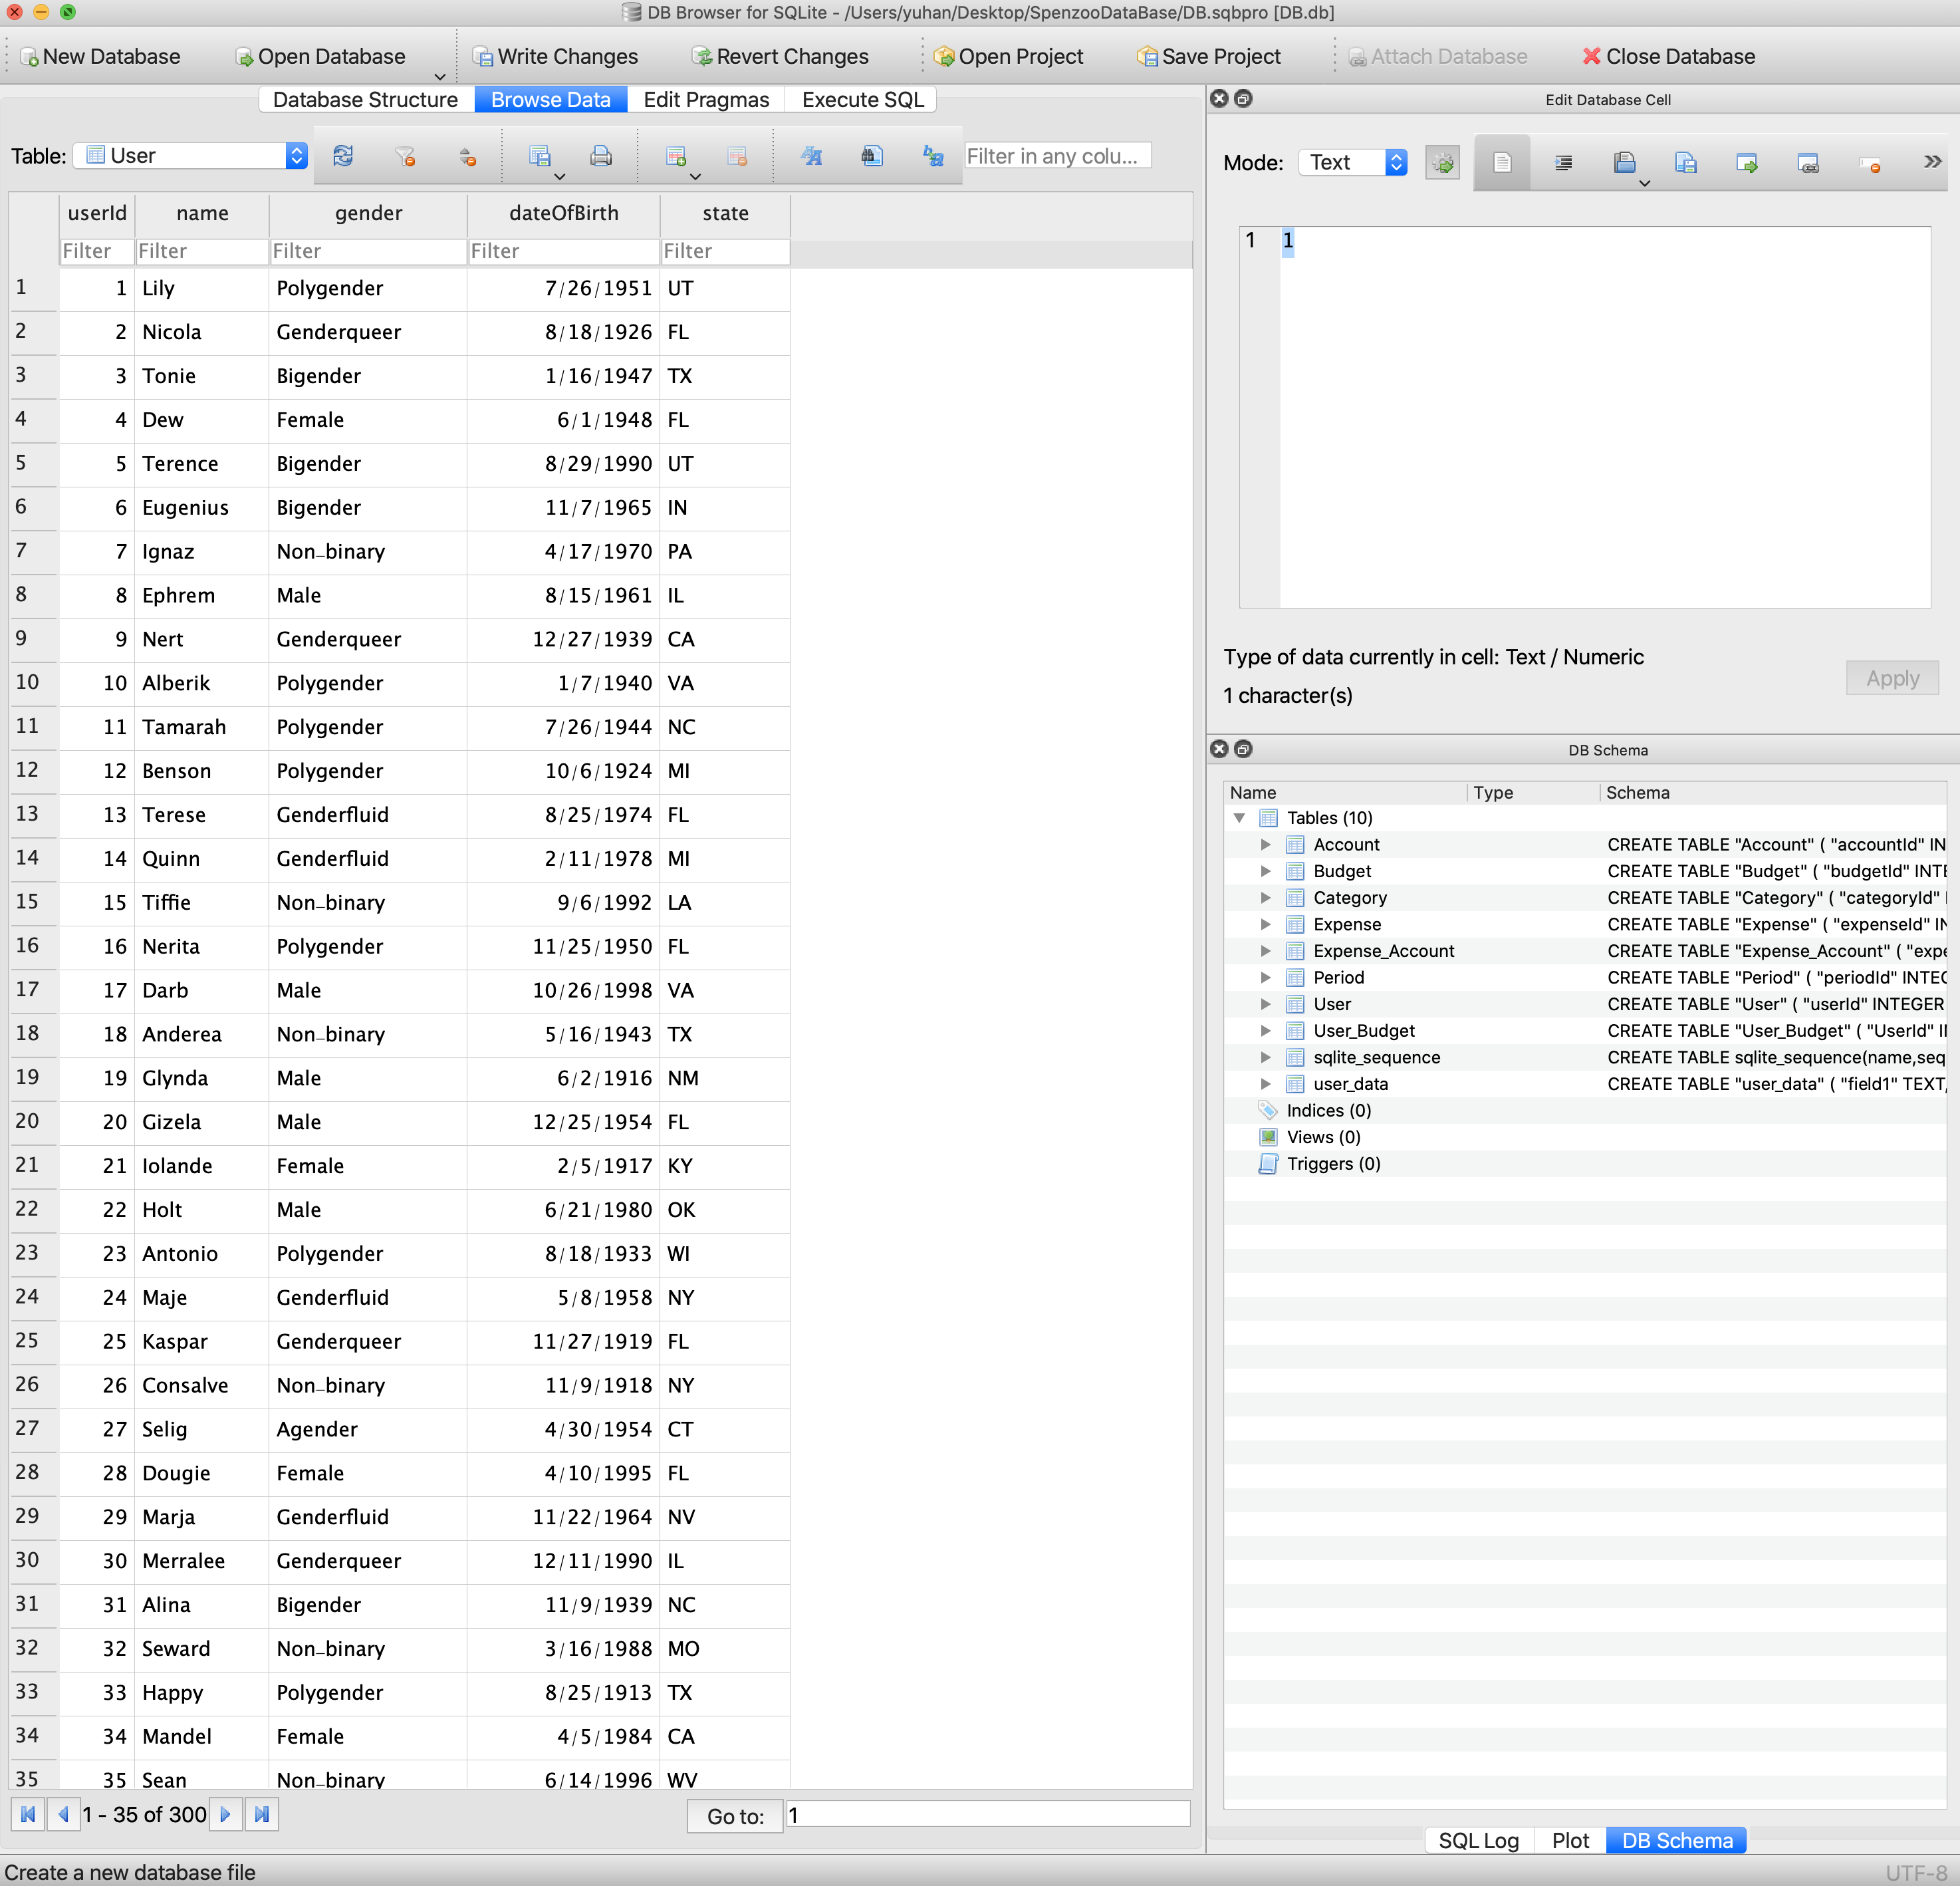 DB Browser for SQLite - /Users/yuhan/Desktop/SpenzooDataBase/DB.sqbpro [DB.db]
New Database Open Database Write Changes Revert Changes Open Project Save Project Attach Database Close Database
Database Structure Browse Data Edit Pragmas Execute SQL
Table: User Filter in any colu...
userId name gender dateOfBirth state
Filter Filter Filter Filter Filter
1 1 Lily Polygender 7/26/1951 UT
2 2 Nicola Genderqueer 8/18/1926 FL
3 3 Tonie Bigender 1/16/1947 TX
4 4 Dew Female 6/1/1948 FL
5 5 Terence Bigender 8/29/1990 UT
6 6 Eugenius Bigender 11/7/1965 IN
7 7 Ignaz Non-binary 4/17/1970 PA
8 8 Ephrem Male 8/15/1961 IL
9 9 Nert Genderqueer 12/27/1939 CA
10 10 Alberik Polygender 1/7/1940 VA
11 11 Tamarah Polygender 7/26/1944 NC
12 12 Benson Polygender 10/6/1924 MI
13 13 Terese Genderfluid 8/25/1974 FL
14 14 Quinn Genderfluid 2/11/1978 MI
15 15 Tiffie Non-binary 9/6/1992 LA
16 16 Nerita Polygender 11/25/1950 FL
17 17 Darb Male 10/26/1998 VA
18 18 Anderea Non-binary 5/16/1943 TX
19 19 Glynda Male 6/2/1916 NM
20 20 Gizela Male 12/25/1954 FL
21 21 Iolande Female 2/5/1917 KY
22 22 Holt Male 6/21/1980 OK
23 23 Antonio Polygender 8/18/1933 WI
24 24 Maje Genderfluid 5/8/1958 NY
25 25 Kaspar Genderqueer 11/27/1919 FL
26 26 Consalve Non-binary 11/9/1918 NY
27 27 Selig Agender 4/30/1954 CT
28 28 Dougie Female 4/10/1995 FL
29 29 Marja Genderfluid 11/22/1964 NV
30 30 Merralee Genderqueer 12/11/1990 IL
31 31 Alina Bigender 11/9/1939 NC
32 32 Seward Non-binary 3/16/1988 MO
33 33 Happy Polygender 8/25/1913 TX
34 34 Mandel Female 4/5/1984 CA
35 35 Sean Non-binary 6/14/1996 WV
1 - 35 of 300 Go to: 1
Edit Database Cell
Mode: Text »
1 1
Type of data currently in cell: Text / Numeric
1 character(s)
Apply
DB Schema
Name Type Schema
Tables (10)
Account CREATE TABLE "Account" ( "accountId" IN
Budget CREATE TABLE "Budget" ( "budgetId" INTE
Category CREATE TABLE "Category" ( "categoryId" I
Expense CREATE TABLE "Expense" ( "expenseId" IN
Expense_Account CREATE TABLE "Expense_Account" ( "expe
Period CREATE TABLE "Period" ( "periodId" INTEG
User CREATE TABLE "User" ( "userId" INTEGER
User_Budget CREATE TABLE "User_Budget" ( "UserId" II
sqlite_sequence CREATE TABLE sqlite_sequence(name,seq
user_data CREATE TABLE "user_data" ( "field1" TEXT,
Indices (0)
Views (0)
Triggers (0)
SQL Log Plot DB Schema
Create a new database file UTF-8